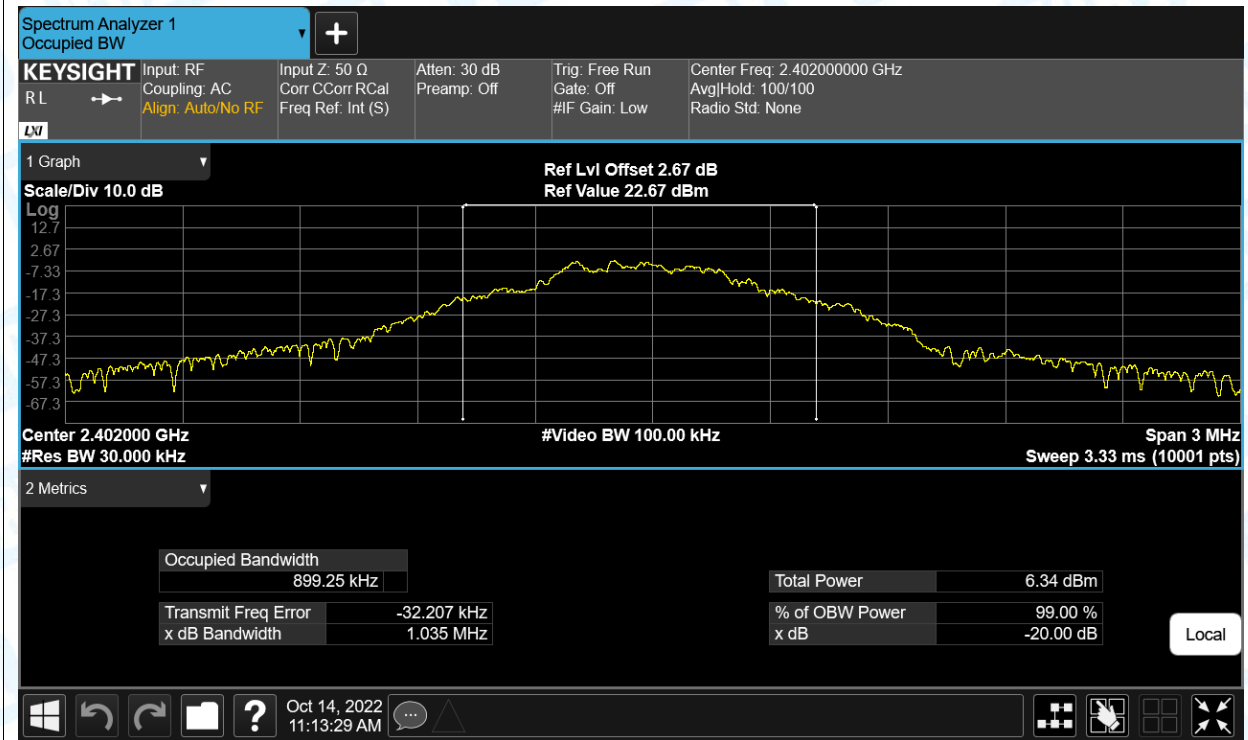 Spectrum Analyzer 1
Occupied BW
KEYSIGHT
R L
LXI
Input: RF
Coupling: AC
Align: Auto/No RF
Input Z: 50 Ω
Corr CCorr RCal
Freq Ref: Int (S)
Atten: 30 dB
Preamp: Off
Trig: Free Run
Gate: Off
#IF Gain: Low
Center Freq: 2.402000000 GHz
Avg|Hold: 100/100
Radio Std: None
1 Graph
Scale/Div 10.0 dB
Ref Lvl Offset 2.67 dB
Ref Value 22.67 dBm
Log
12.7
2.67
-7.33
-17.3
-27.3
-37.3
-47.3
-57.3
-67.3
Center 2.402000 GHz
#Video BW 100.00 kHz
Span 3 MHz
#Res BW 30.000 kHz
Sweep 3.33 ms (10001 pts)
2 Metrics
Occupied Bandwidth
899.25 kHz
Total Power 6.34 dBm
Transmit Freq Error -32.207 kHz
% of OBW Power 99.00 %
x dB Bandwidth 1.035 MHz
x dB -20.00 dB
Local
?
Oct 14, 2022
11:13:29 AM